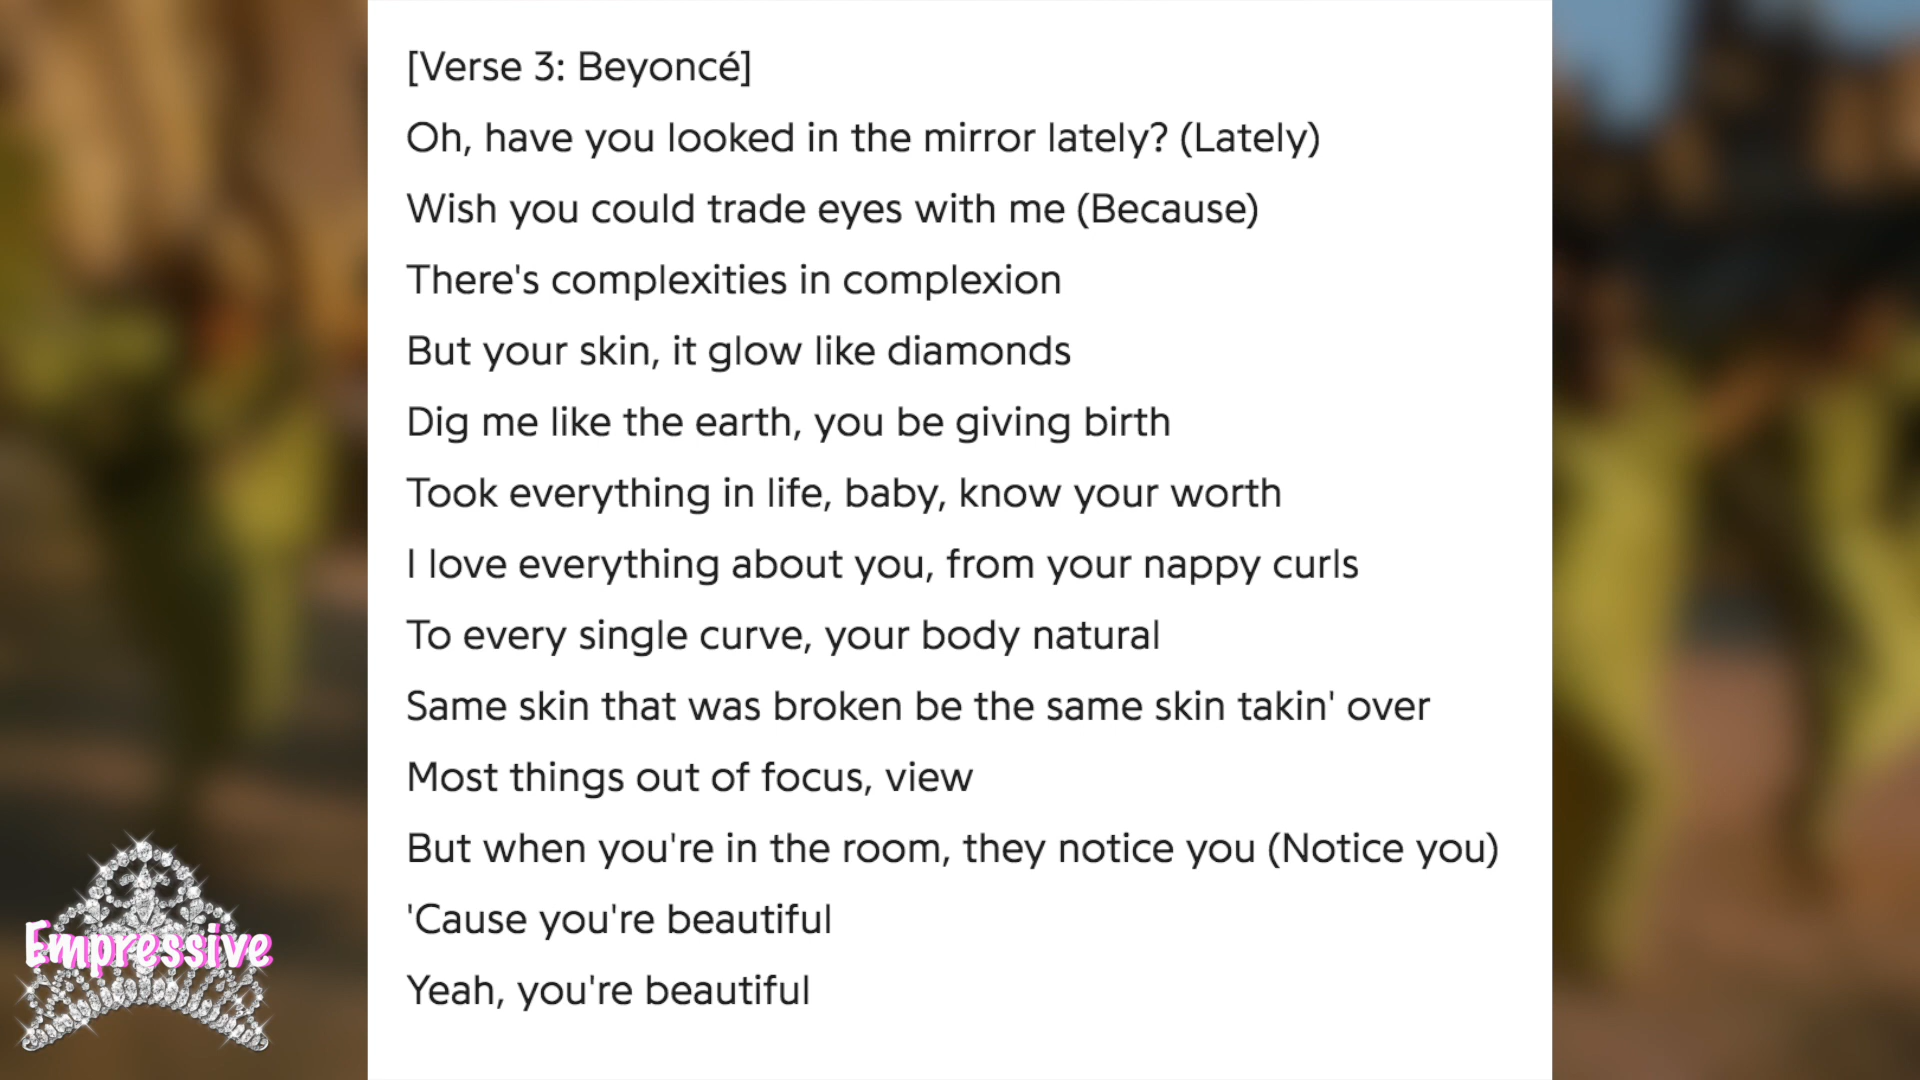 [Verse 3: Beyoncé]
Oh, have you looked in the mirror lately? (Lately)
Wish you could trade eyes with me (Because)
There's complexities in complexion
But your skin, it glow like diamonds
Dig me like the earth, you be giving birth
Took everything in life, baby, know your worth
I love everything about you, from your nappy curls
To every single curve, your body natural
Same skin that was broken be the same skin takin' over
Most things out of focus, view
But when you're in the room, they notice you (Notice you)
'Cause you're beautiful
Yeah, you're beautiful
Empressive